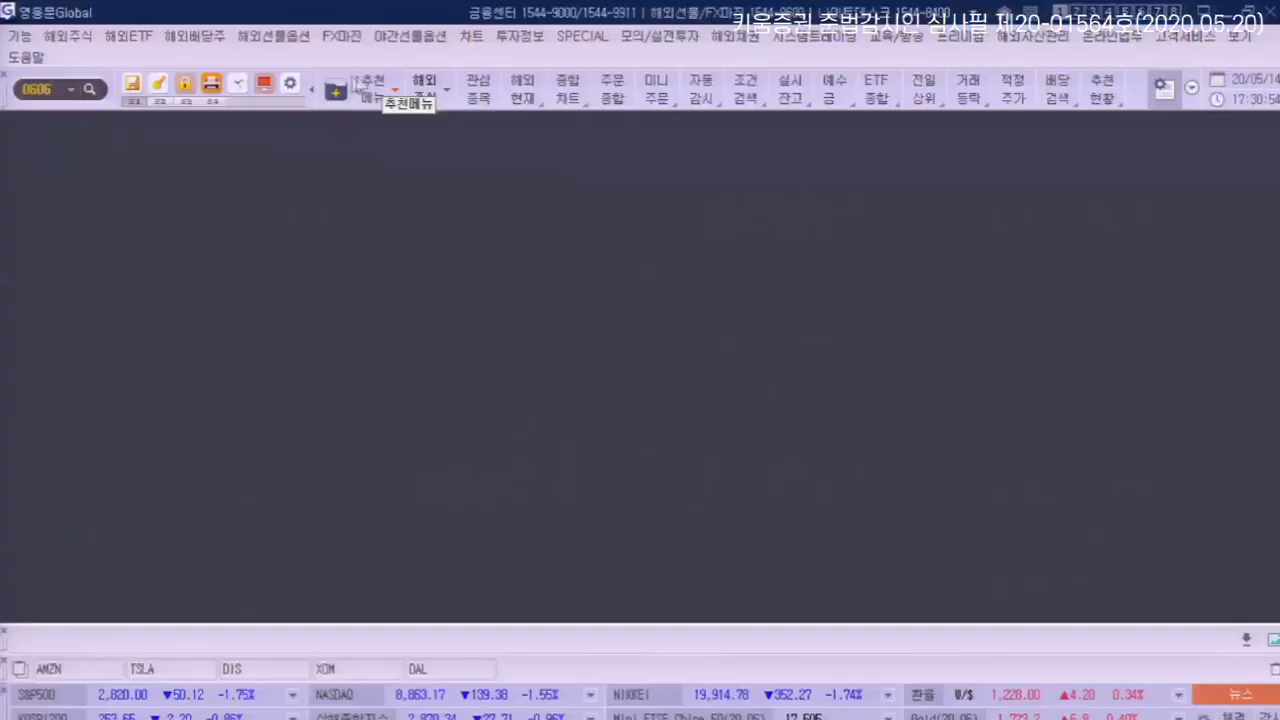 영웅문Global
금융센터 1544-9000/1544-9911 | 해외선물/FX마진
키움증권 준법감시인 심사필 제20-01564호(2020.05.20)
기능 해외주식 해외ETF 해외배당주 해외선물옵션 FX마진 야간선물옵션 차트 투자정보 SPECIAL 모의/실전투자 해외채권 시스템트레이딩 교육/방송 프리미엄 해외자산관리 온라인업무 고객서비스 보기
도움말
0606
추천 해외 관심 해외 종합 주문 미니 자동 조건 실시 예수 ETF 전일 거래 적정 배당 추천 20/05/14
메뉴 종목 현재 차트 종합 주문 감시 검색 잔고 금 종합 상위 등락 주가 검색 현황 17:30:54
추천메뉴
AMZN TSLA DIS XOM DAL
S&P500 2,820.00 ▼50.12 -1.75% NASDAQ 8,863.17 ▼139.38 -1.55% NIKKEI 19,914.78 ▼352.27 -1.74% 환율 W/$ 1,228.00 ▲4.20 0.34% 뉴스